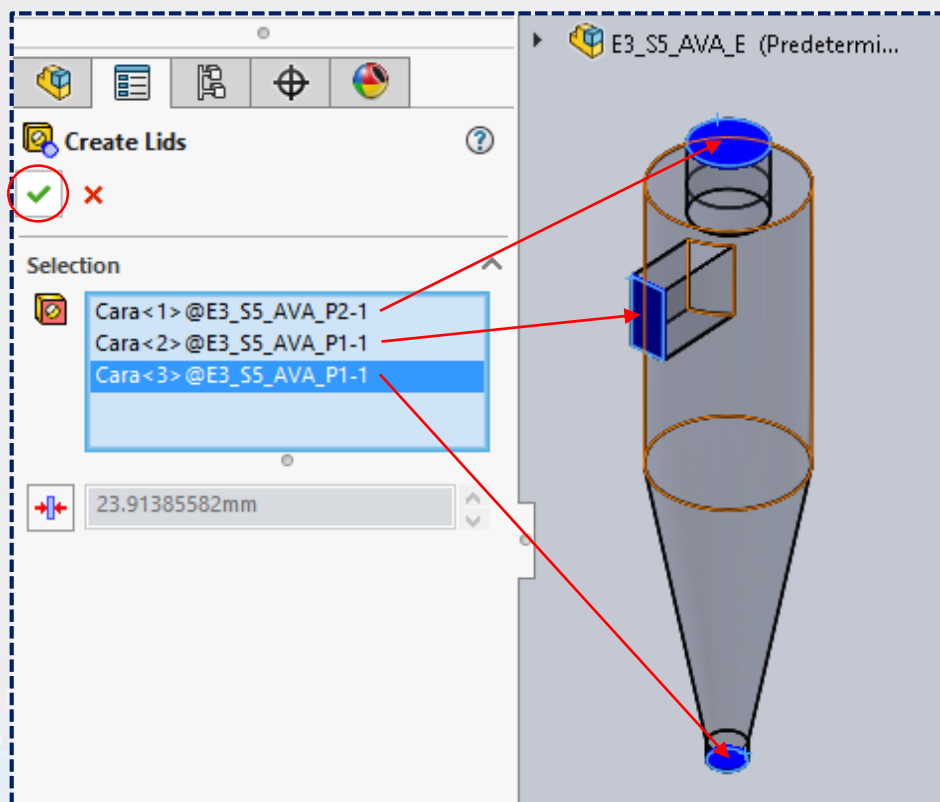 E3_S5_AVA_E (Predetermi...
Create Lids
?
Selection
Cara<1>@E3_S5_AVA_P2-1
Cara<2>@E3_S5_AVA_P1-1
Cara<3>@E3_S5_AVA_P1-1
23.91385582mm